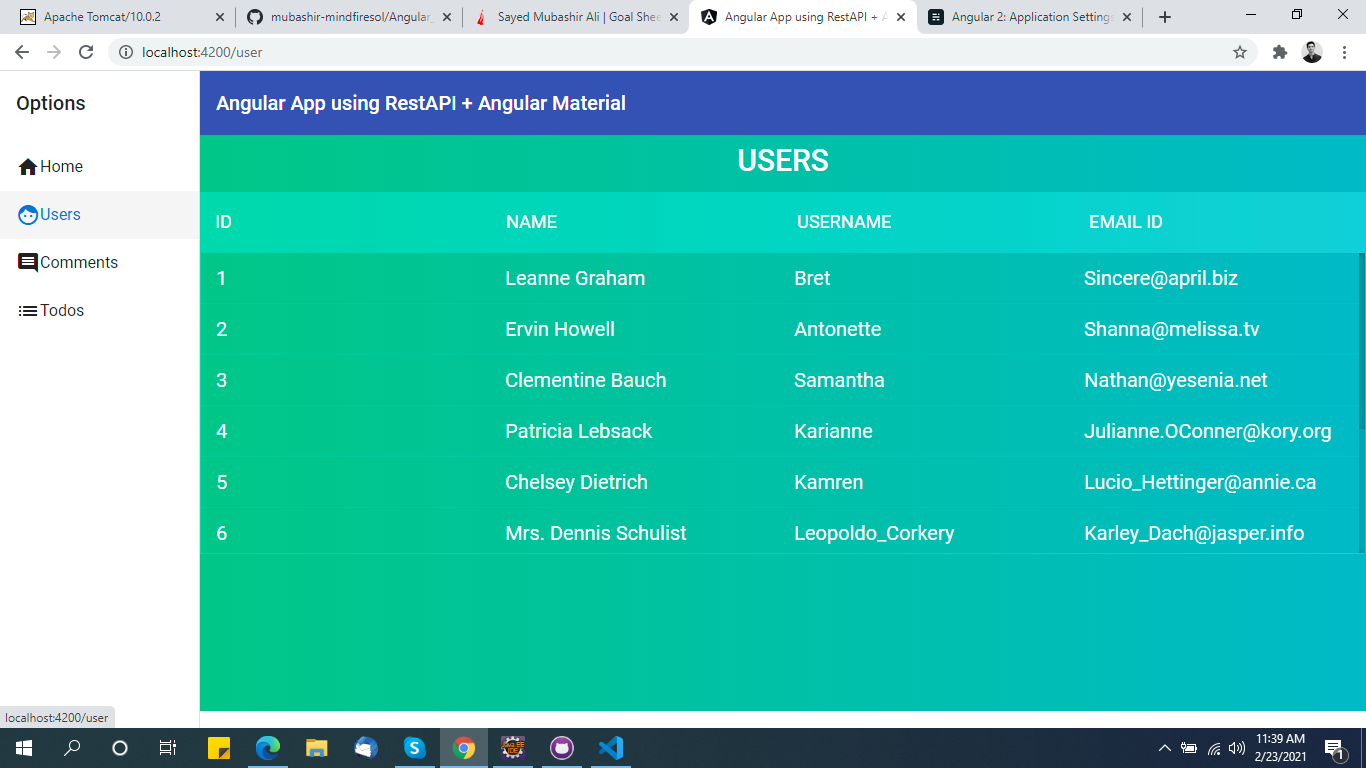 Apache Tomcat/10.0.2
mubashir-mindfiresol/Angular_
Sayed Mubashir Ali | Goal Shee
Angular App using RestAPI + A
Angular 2: Application Settings
localhost:4200/user
Options
Home
Users
Comments
Todos
Angular App using RestAPI + Angular Material
USERS
ID NAME USERNAME EMAIL ID
1 Leanne Graham Bret Sincere@april.biz
2 Ervin Howell Antonette Shanna@melissa.tv
3 Clementine Bauch Samantha Nathan@yesenia.net
4 Patricia Lebsack Karianne Julianne.OConner@kory.org
5 Chelsey Dietrich Kamren Lucio_Hettinger@annie.ca
6 Mrs. Dennis Schulist Leopoldo_Corkery Karley_Dach@jasper.info
localhost:4200/user
11:39 AM
2/23/2021
1